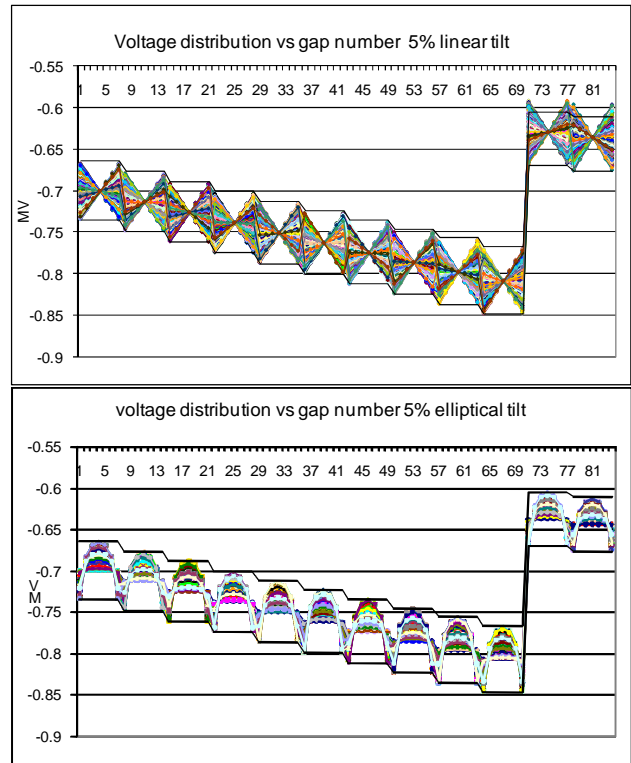 Voltage distribution vs gap number 5% linear tilt
-0.55
1 5 9 13 17 21 25 29 33 37 41 45 49 53 57 61 65 69 73 77 81
-0.6
-0.65
-0.7
MV
-0.75
-0.8
-0.85
-0.9
voltage distribution vs gap number 5% elliptical tilt
-0.55
1 5 9 13 17 21 25 29 33 37 41 45 49 53 57 61 65 69 73 77 81
-0.6
-0.65
-0.7
MV
-0.75
-0.8
-0.85
-0.9